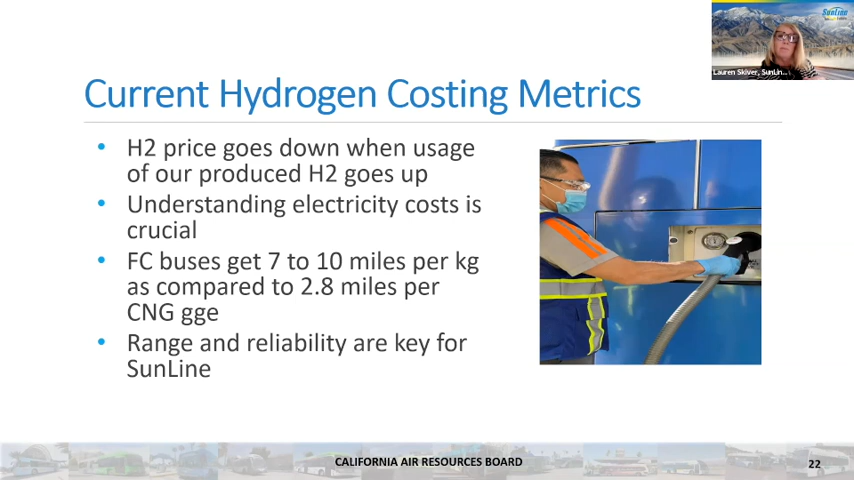 SunLine
Lauren Skiver, SunLin...
Current Hydrogen Costing Metrics
• H2 price goes down when usage
of our produced H2 goes up
• Understanding electricity costs is
crucial
• FC buses get 7 to 10 miles per kg
as compared to 2.8 miles per
CNG gge
• Range and reliability are key for
SunLine
CALIFORNIA AIR RESOURCES BOARD
22